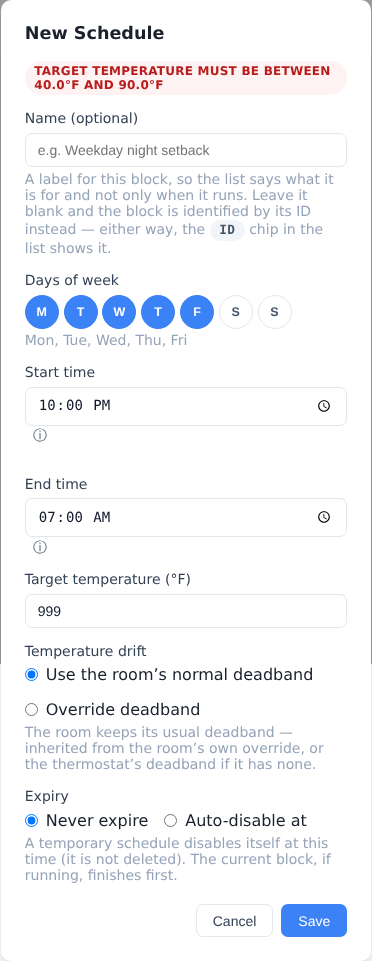 New Schedule
TARGET TEMPERATURE MUST BE BETWEEN
40.0°F AND 90.0°F
Name (optional)
e.g. Weekday night setback
A label for this block, so the list says what it
is for and not only when it runs. Leave it
blank and the block is identified by its ID
instead — either way, the ID chip in the
list shows it.
Days of week
M T W T F S S
Mon, Tue, Wed, Thu, Fri
Start time
10:00 PM
ⓘ
End time
07:00 AM
ⓘ
Target temperature (°F)
999
Temperature drift
Use the room’s normal deadband
Override deadband
The room keeps its usual deadband —
inherited from the room’s own override, or
the thermostat’s deadband if it has none.
Expiry
Never expire Auto-disable at
A temporary schedule disables itself at this
time (it is not deleted). The current block, if
running, finishes first.
Cancel Save